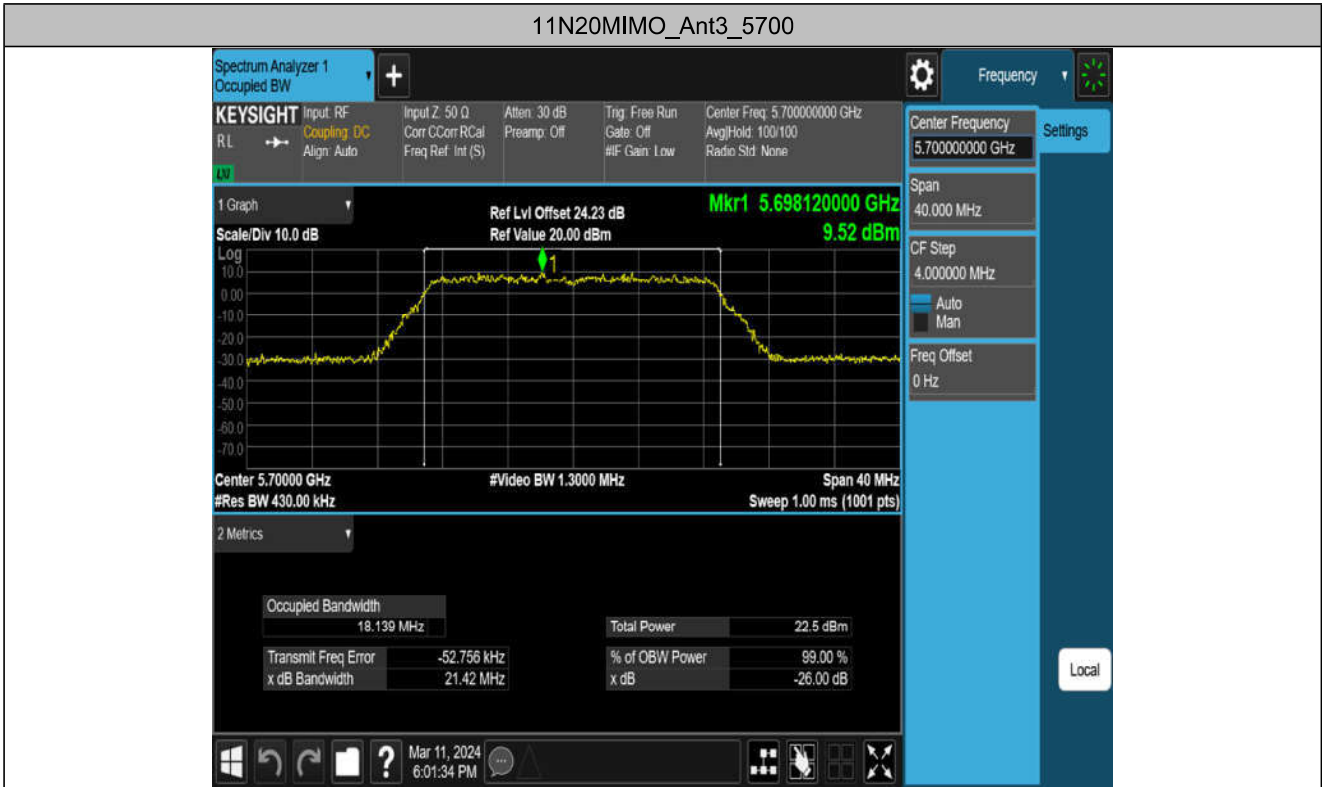 11N20MIMO_Ant3_5700
Spectrum Analyzer 1
Occupied BW
Frequency
KEYSIGHT
R L
LXI
Input: RF
Coupling: DC
Align: Auto
Input Z: 50 Ω
Corr CCorr RCal
Freq Ref: Int (S)
Atten: 30 dB
Preamp: Off
Trig: Free Run
Gate: Off
#IF Gain: Low
Center Freq: 5.700000000 GHz
Avg|Hold: 100/100
Radio Std: None
Center Frequency
5.700000000 GHz
Settings
Span
40.000 MHz
CF Step
4.000000 MHz
Auto
Man
Freq Offset
0 Hz
Local
1 Graph
Scale/Div 10.0 dB
Ref Lvl Offset 24.23 dB
Ref Value 20.00 dBm
Mkr1 5.698120000 GHz
9.52 dBm
Log
10.0
0.00
-10.0
-20.0
-30.0
-40.0
-50.0
-60.0
-70.0
1
Center 5.70000 GHz
#Res BW 430.00 kHz
#Video BW 1.3000 MHz
Span 40 MHz
Sweep 1.00 ms (1001 pts)
2 Metrics
Occupied Bandwidth
18.139 MHz
Total Power 22.5 dBm
Transmit Freq Error -52.756 kHz
% of OBW Power 99.00 %
x dB Bandwidth 21.42 MHz
x dB -26.00 dB
?
Mar 11, 2024
6:01:34 PM